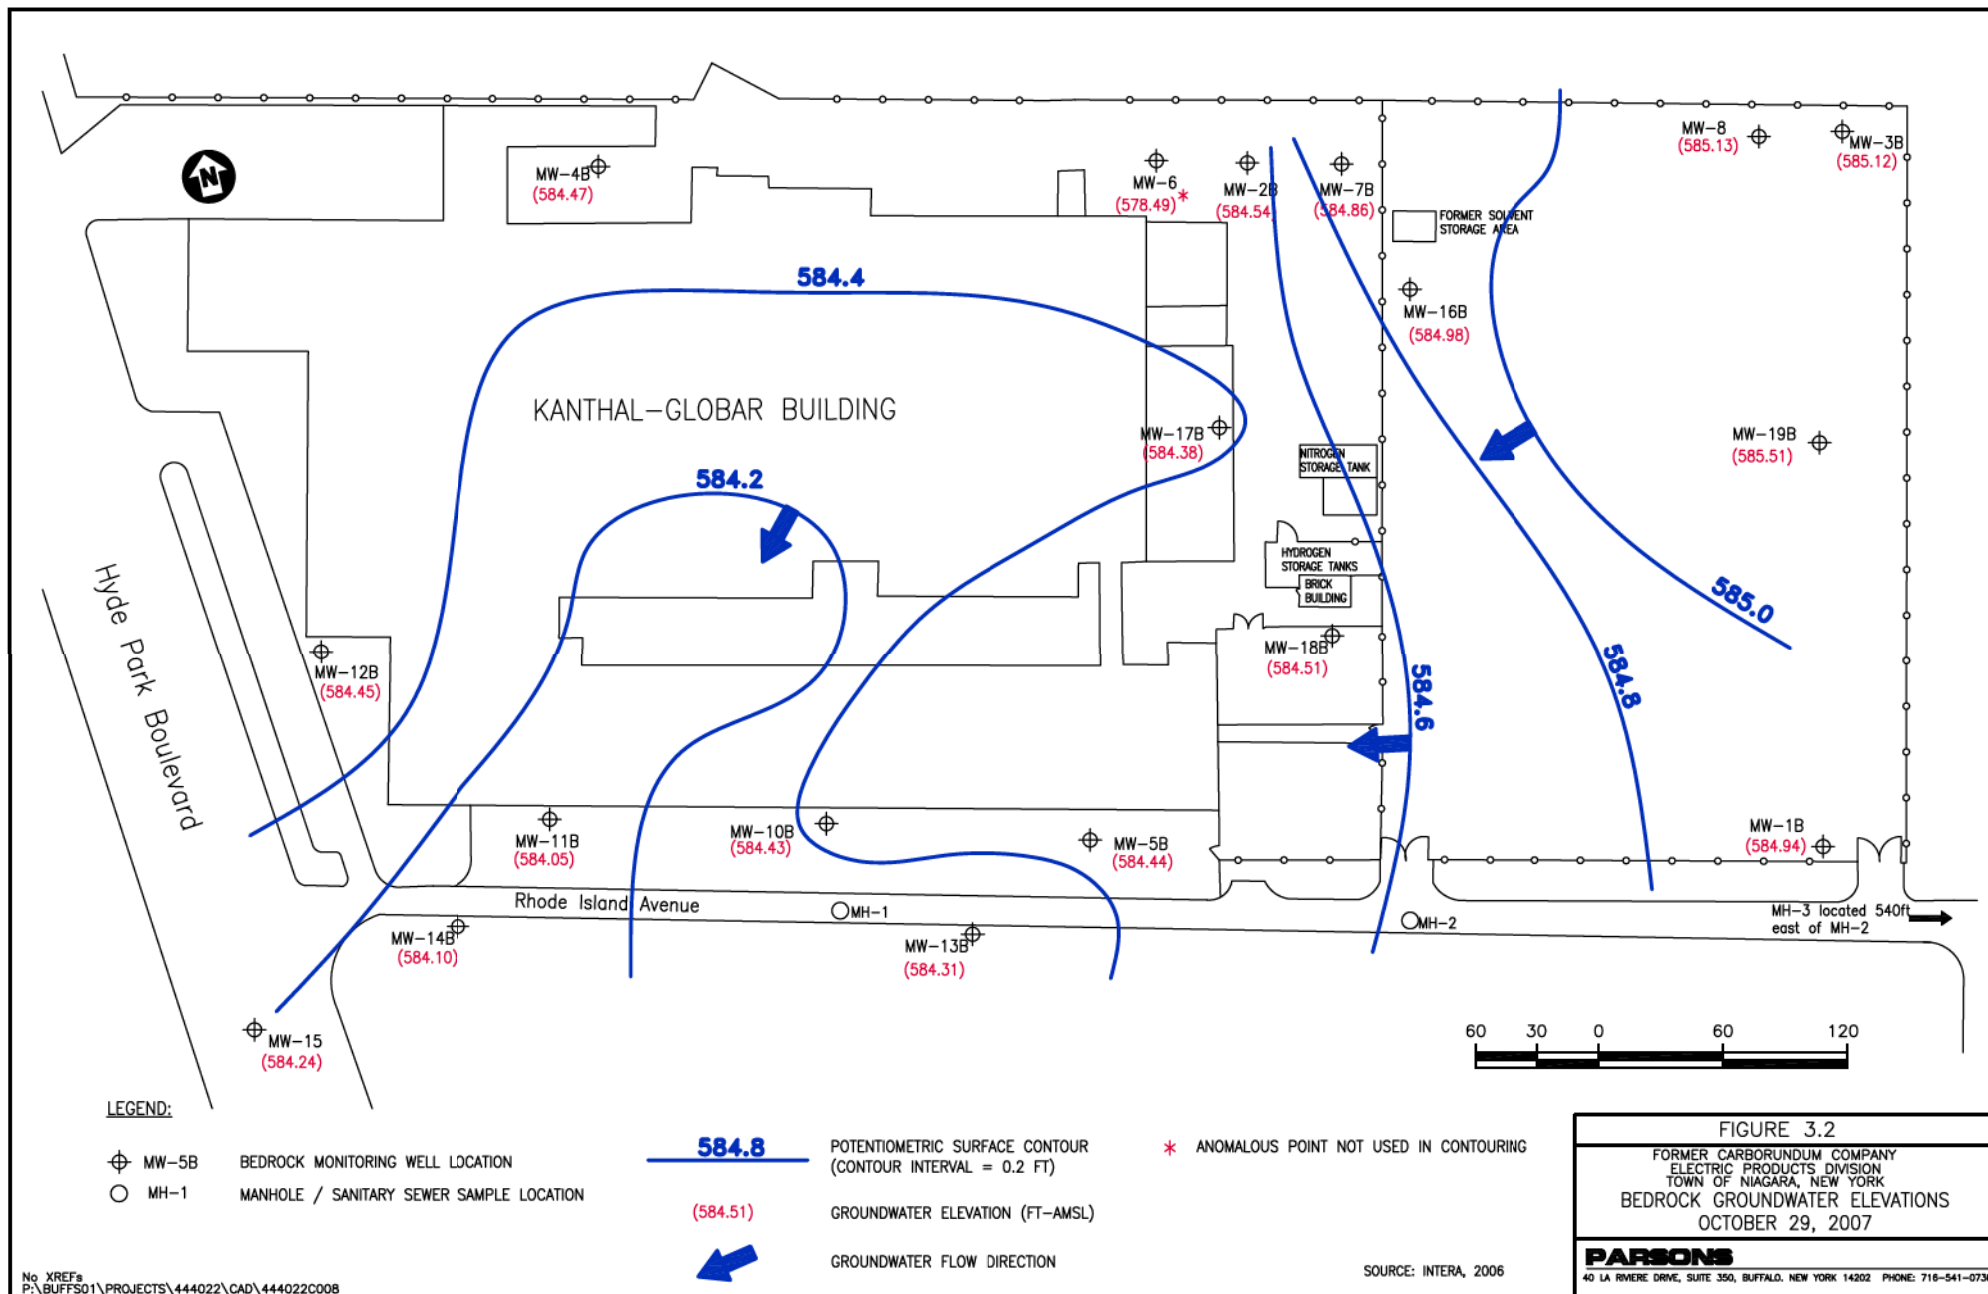 N
MW-4B
(584.47)
MW-6
(578.49)*
MW-2B
(584.54)
MW-7B
(584.86)
MW-8
(585.13)
MW-3B
(585.12)
FORMER SOLVENT
STORAGE AREA
584.4
MW-16B
(584.98)
KANTHAL-GLOBAR BUILDING
MW-17B
(584.38)
MW-19B
(585.51)
NITROGEN
STORAGE TANK
584.2
HYDROGEN
STORAGE TANKS
BRICK
BUILDING
585.0
Hyde Park Boulevard
MW-12B
(584.45)
MW-18B
(584.51)
584.6
584.8
MW-11B
(584.05)
MW-10B
(584.43)
MW-5B
(584.44)
MW-1B
(584.94)
Rhode Island Avenue
MH-1
MH-2
MH-3 located 540ft
east of MH-2
MW-14B
(584.10)
MW-13B
(584.31)
MW-15
(584.24)
60 30 0 60 120
LEGEND:
MW-5B BEDROCK MONITORING WELL LOCATION
MH-1 MANHOLE / SANITARY SEWER SAMPLE LOCATION
584.8 POTENTIOMETRIC SURFACE CONTOUR
(CONTOUR INTERVAL = 0.2 FT)
(584.51) GROUNDWATER ELEVATION (FT-AMSL)
GROUNDWATER FLOW DIRECTION
* ANOMALOUS POINT NOT USED IN CONTOURING
SOURCE: INTERA, 2006
FIGURE 3.2
FORMER CARBORUNDUM COMPANY
ELECTRIC PRODUCTS DIVISION
TOWN OF NIAGARA, NEW YORK
BEDROCK GROUNDWATER ELEVATIONS
OCTOBER 29, 2007
PARSONS
40 LA RIVIERE DRIVE, SUITE 350, BUFFALO. NEW YORK 14202 PHONE: 716-541-073
No XREFs
P:\BUFFS01\PROJECTS\444022\CAD\444022C008